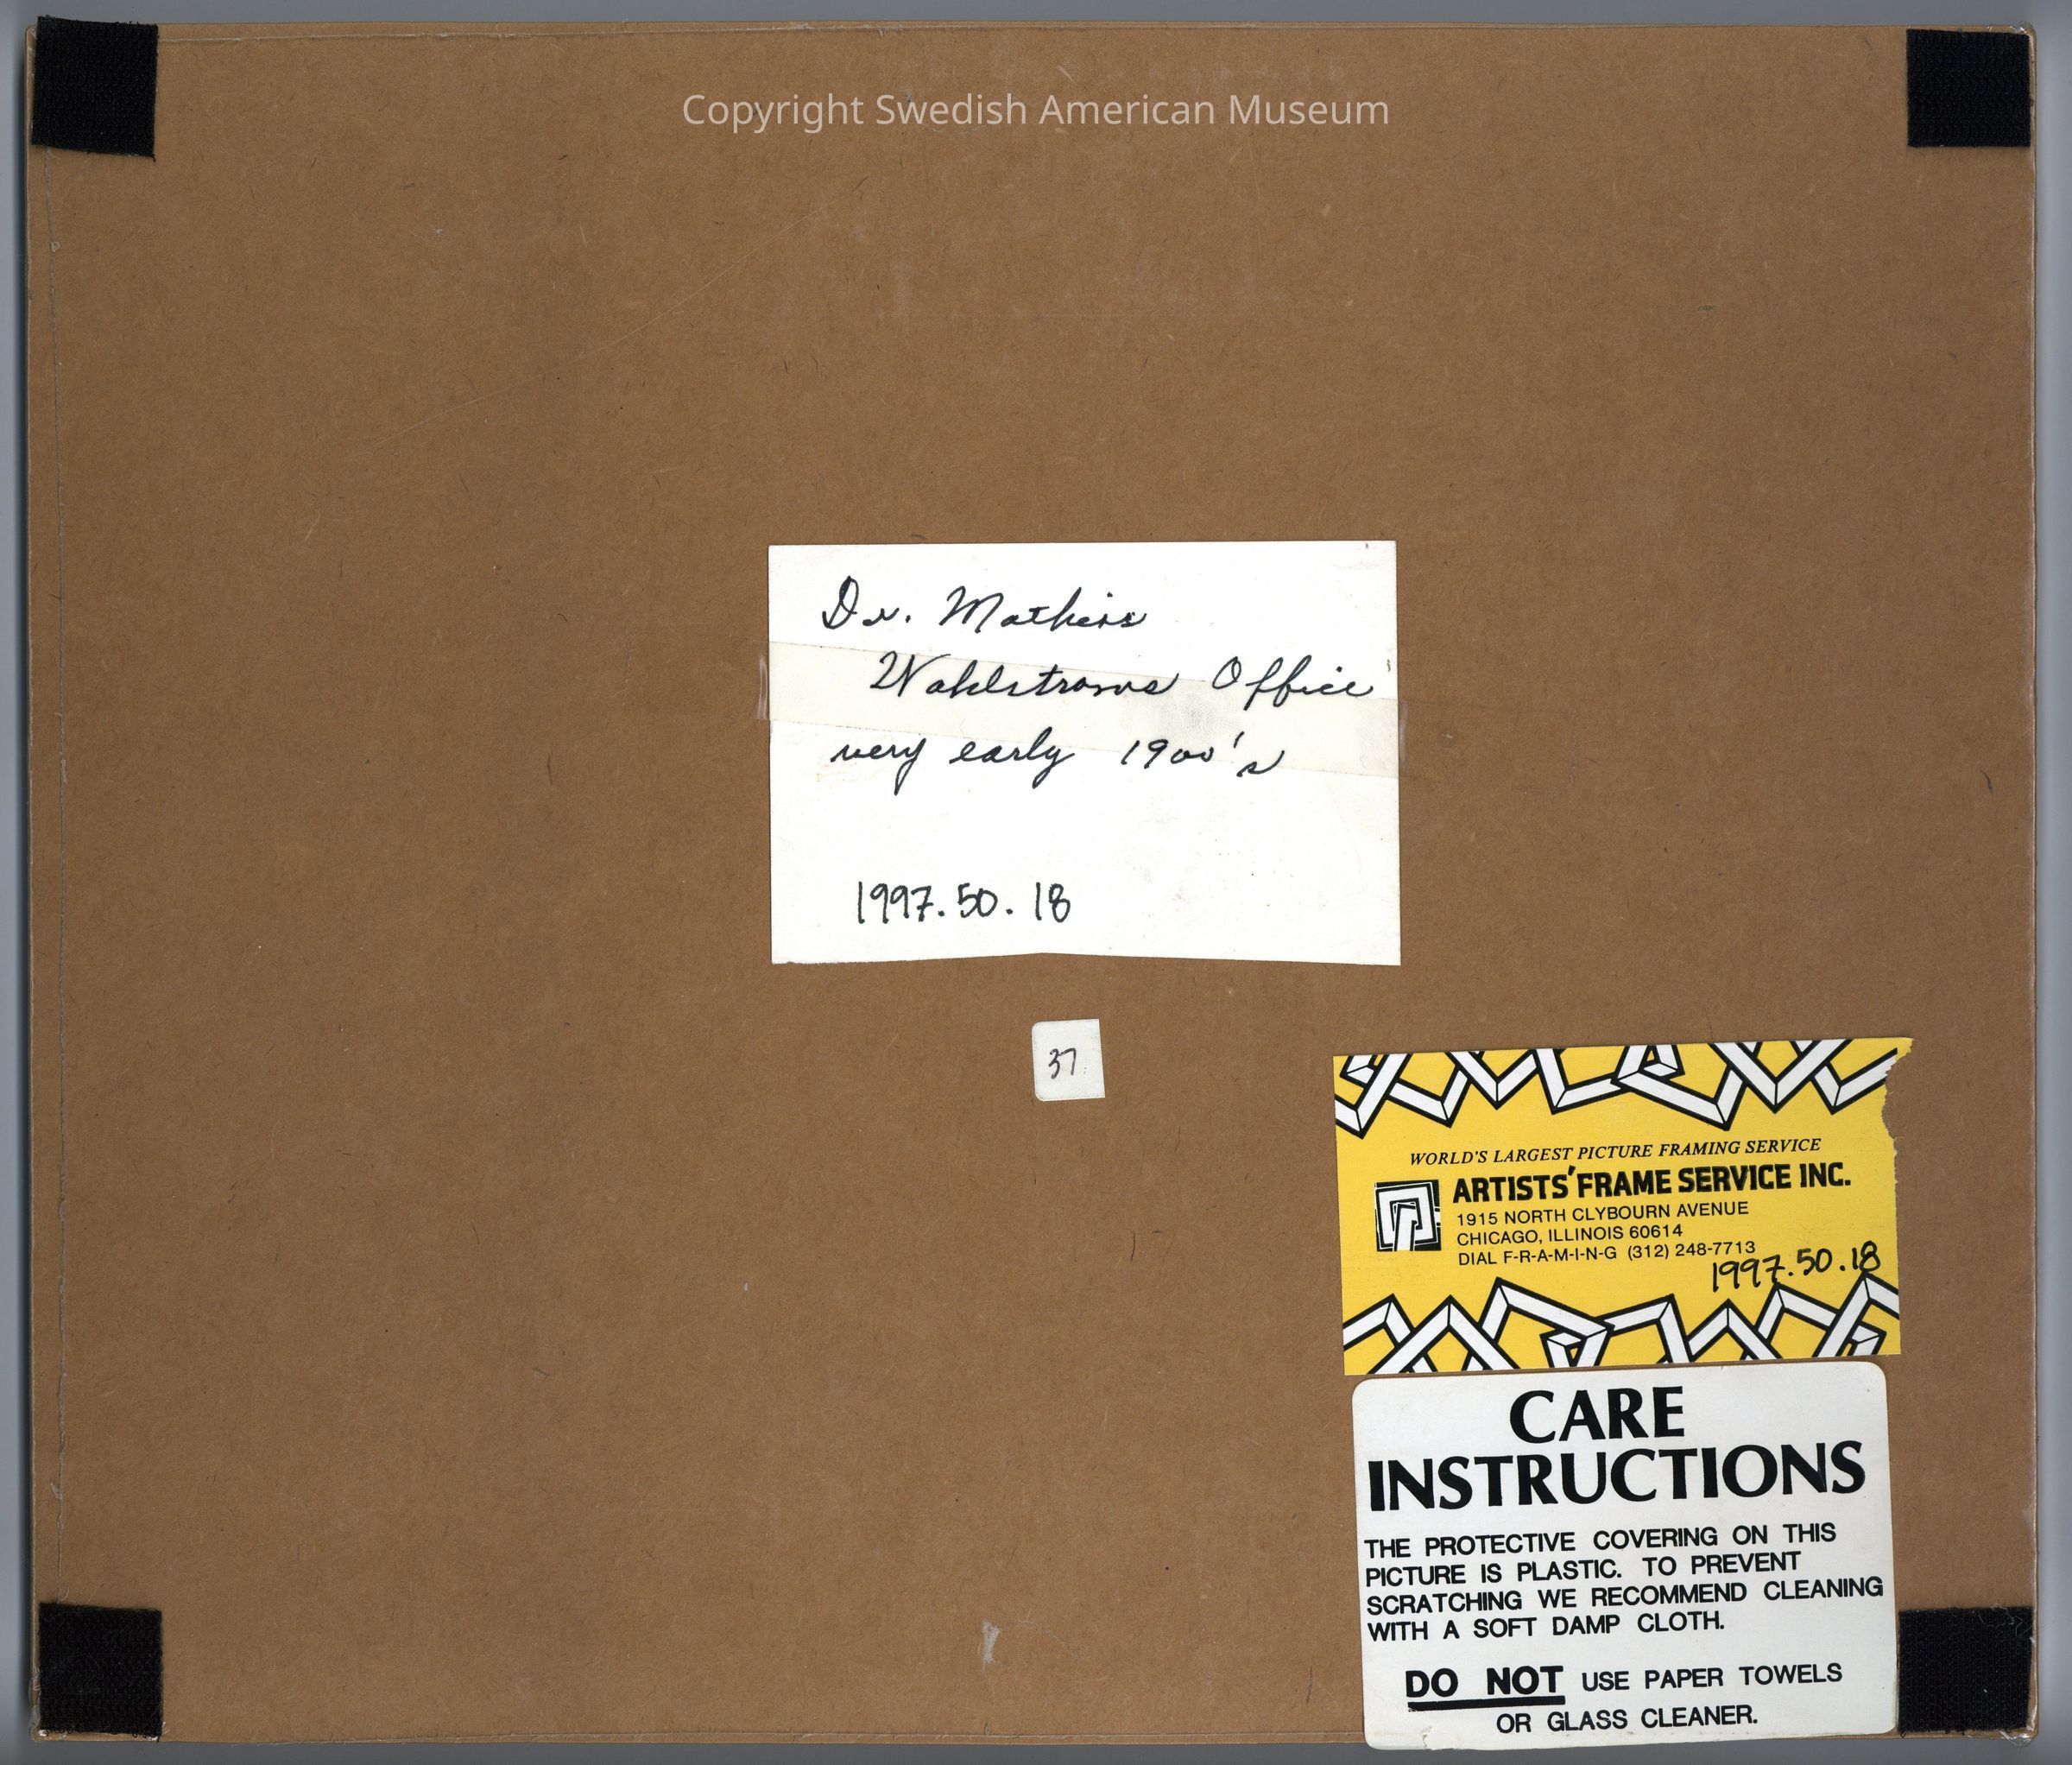 Copyright Swedish American Museum
Dr. Mathias
Wahlstroms Office
very early 1900's
1997.50.18
37
WORLD'S LARGEST PICTURE FRAMING SERVICE
ARTISTS' FRAME SERVICE INC.
1915 NORTH CLYBOURN AVENUE
CHICAGO, ILLINOIS 60614
DIAL F-R-A-M-I-N-G (312) 248-7713
1997.50.18
CARE
INSTRUCTIONS
THE PROTECTIVE COVERING ON THIS
PICTURE IS PLASTIC. TO PREVENT
SCRATCHING WE RECOMMEND CLEANING
WITH A SOFT DAMP CLOTH.
DO NOT USE PAPER TOWELS
OR GLASS CLEANER.